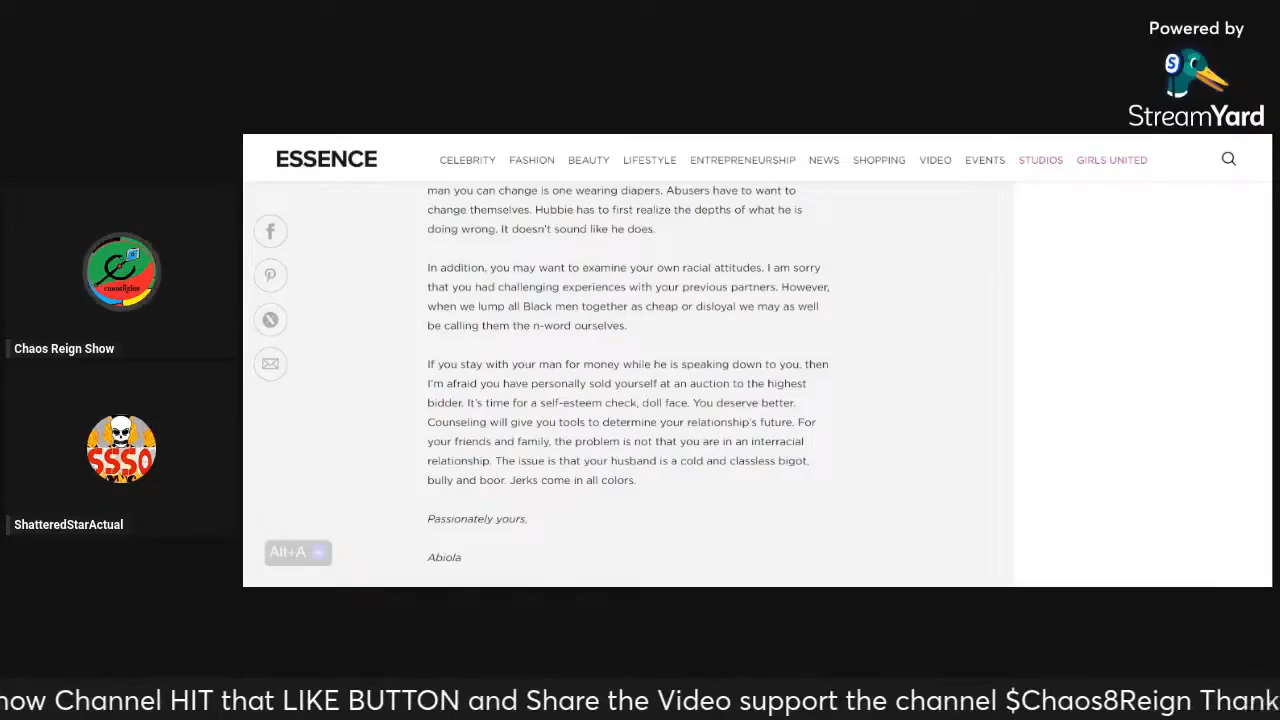 Powered by
S
StreamYard
ESSENCE
CELEBRITY FASHION BEAUTY LIFESTYLE ENTREPRENEURSHIP NEWS SHOPPING VIDEO EVENTS STUDIOS GIRLS UNITED
man you can change is one wearing diapers. Abusers have to want to
change themselves. Hubbie has to first realize the depths of what he is
doing wrong. It doesn't sound like he does.
In addition, you may want to examine your own racial attitudes. I am sorry
that you had challenging experiences with your previous partners. However,
when we lump all Black men together as cheap or disloyal we may as well
be calling them the n-word ourselves.
If you stay with your man for money while he is speaking down to you, then
I'm afraid you have personally sold yourself at an auction to the highest
bidder. It's time for a self-esteem check, doll face. You deserve better.
Counseling will give you tools to determine your relationship's future. For
your friends and family, the problem is not that you are in an interracial
relationship. The issue is that your husband is a cold and classless bigot,
bully and boor. Jerks come in all colors.
Passionately yours,
Abiola
Alt+A
Chaos Reign Show
SSSO
ShatteredStarActual
how Channel HIT that LIKE BUTTON and Share the Video support the channel $Chaos8Reign Thank